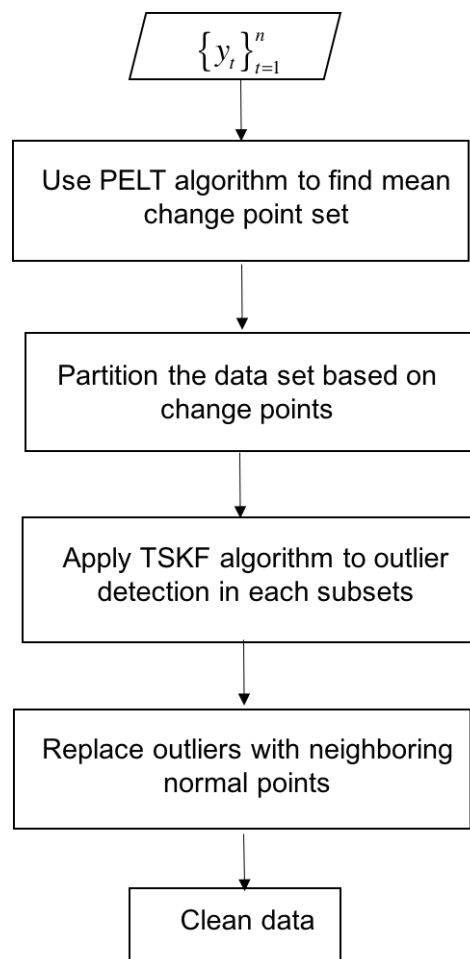 {y_t}_{t=1}^{n}
Use PELT algorithm to find mean
change point set
Partition the data set based on
change points
Apply TSKF algorithm to outlier
detection in each subsets
Replace outliers with neighboring
normal points
Clean data